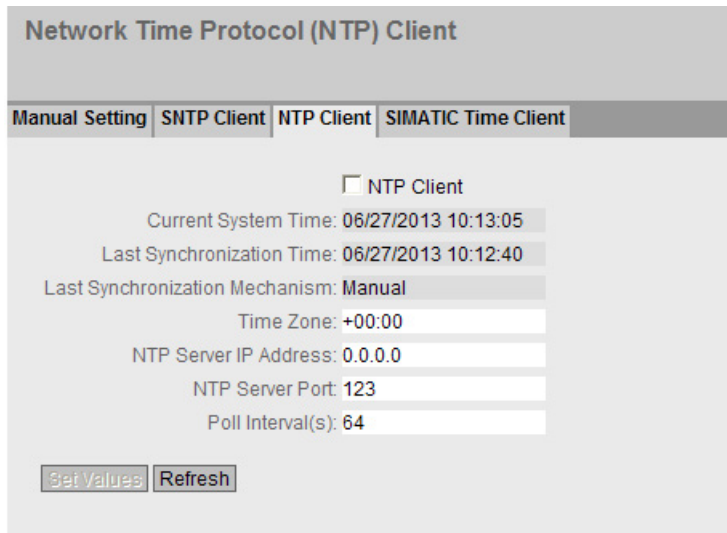 Network Time Protocol (NTP) Client
Manual Setting SNTP Client NTP Client SIMATIC Time Client
NTP Client
Current System Time: 06/27/2013 10:13:05
Last Synchronization Time: 06/27/2013 10:12:40
Last Synchronization Mechanism: Manual
Time Zone: +00:00
NTP Server IP Address: 0.0.0.0
NTP Server Port: 123
Poll Interval(s): 64
Set Values Refresh